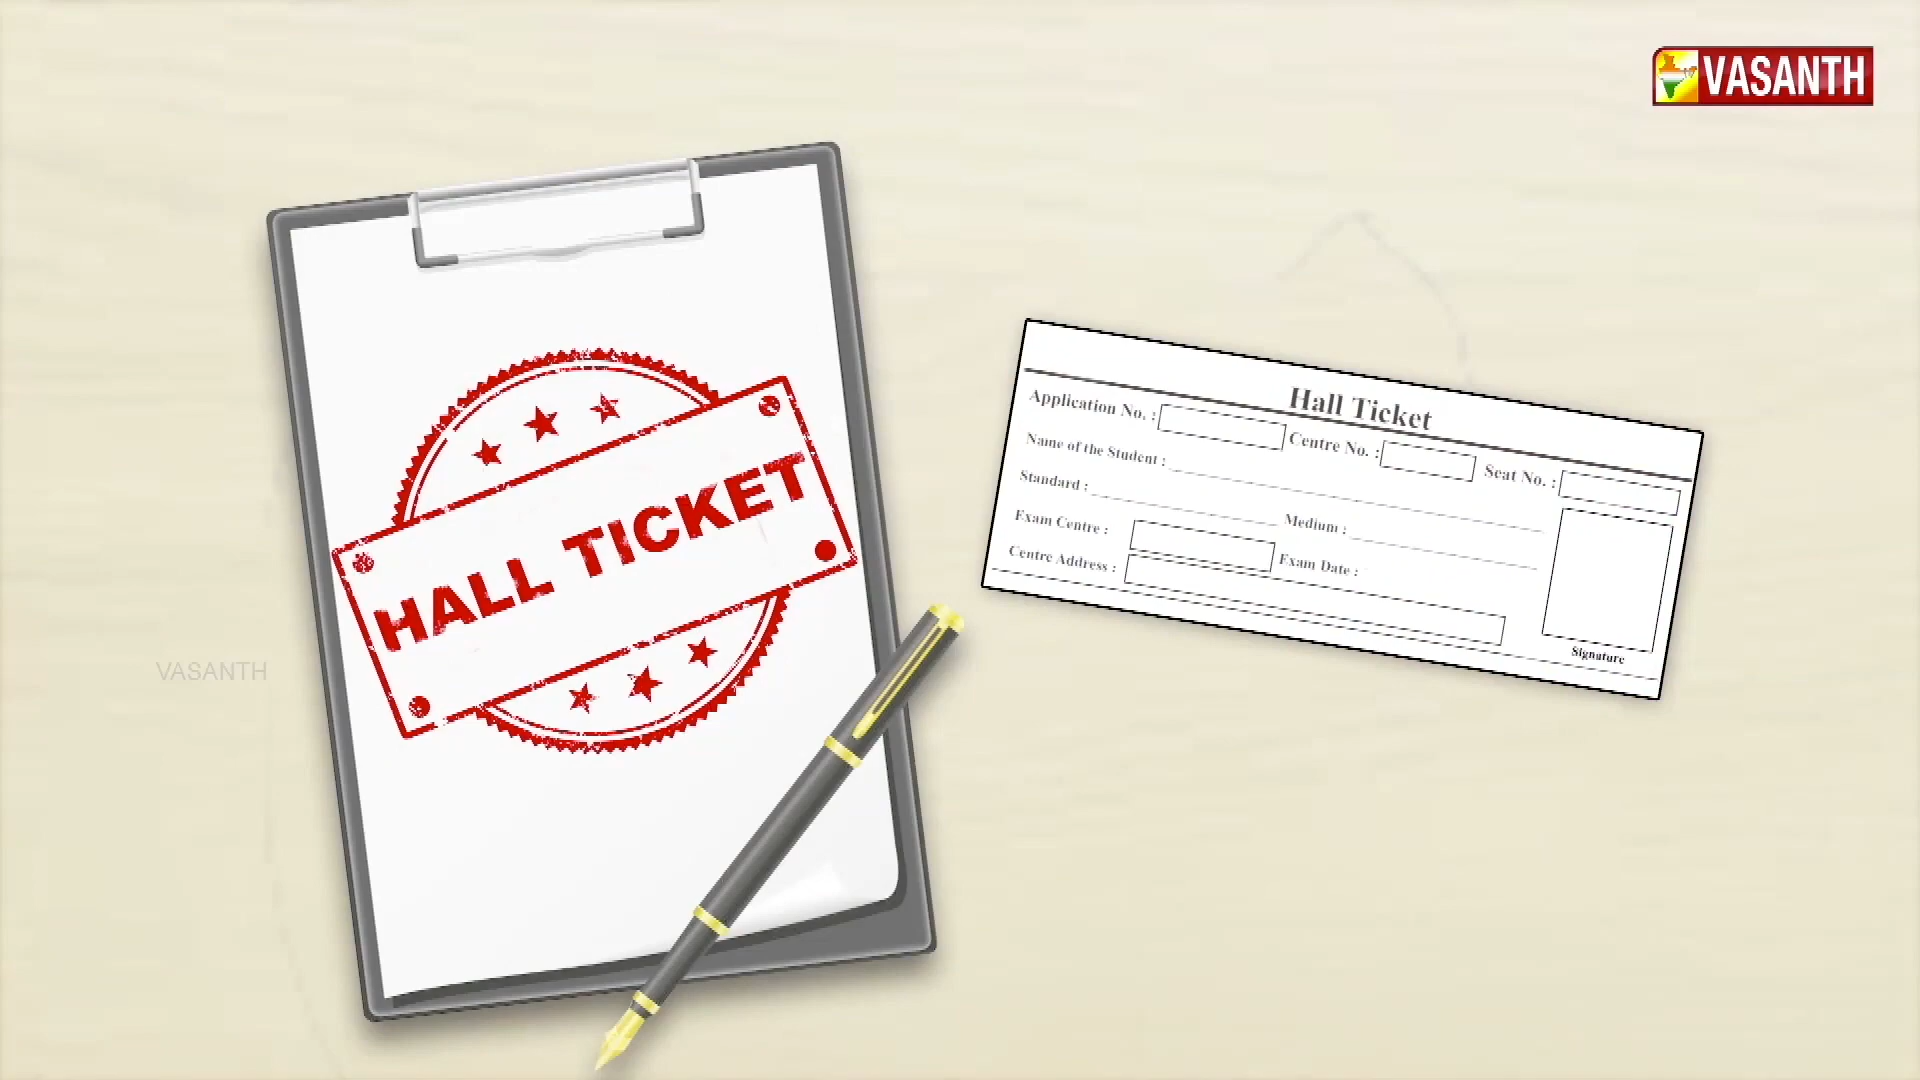 VASANTH
HALL TICKET
Hall Ticket
Application No. : Centre No. : Seat No. :
Name of the Student :
Standard : Medium :
Exam Centre : Exam Date :
Centre Address :
Signature
VASANTH